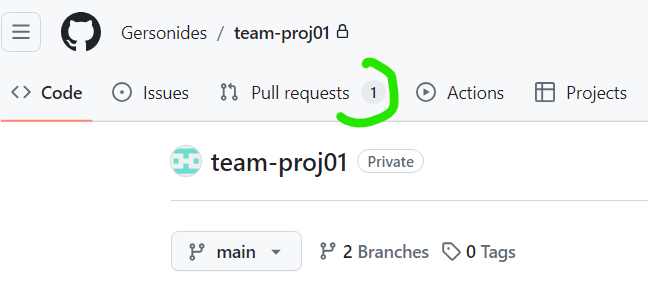 Gersonides / team-proj01
Code Issues Pull requests 1 Actions Projects
team-proj01 Private
main 2 Branches 0 Tags